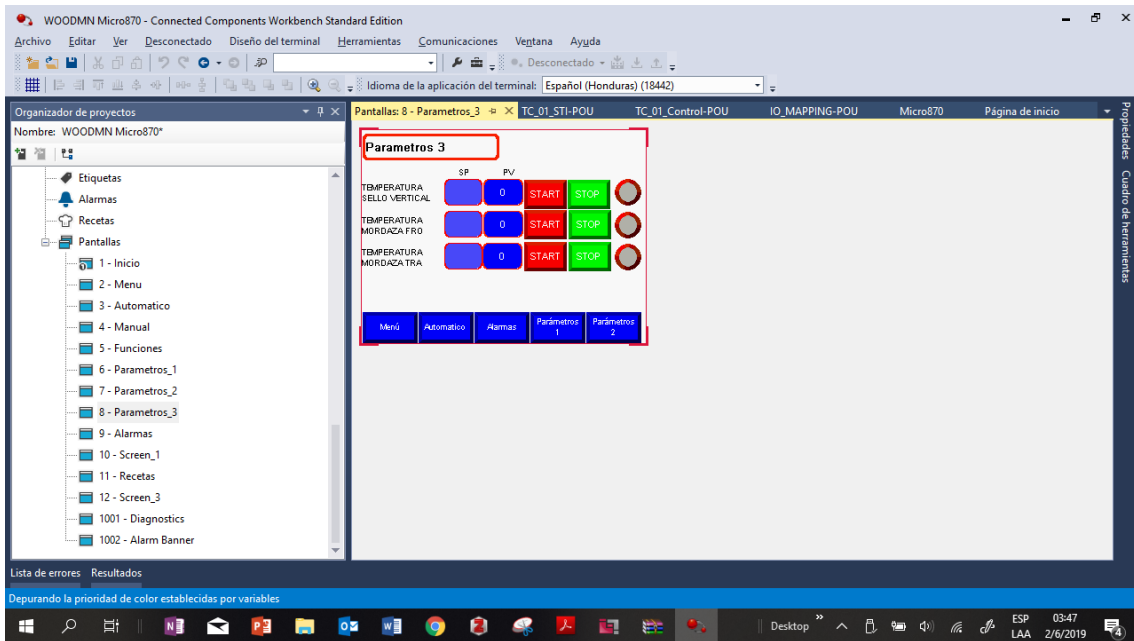 WOODMN Micro870 - Connected Components Workbench Standard Edition
Archivo Editar Ver Desconectado Diseño del terminal Herramientas Comunicaciones Ventana Ayuda
Desconectado
Idioma de la aplicación del terminal: Español (Honduras) (18442)
Organizador de proyectos
Nombre: WOODMN Micro870*
Etiquetas
Alarmas
Recetas
Pantallas
1 - Inicio
2 - Menu
3 - Automatico
4 - Manual
5 - Funciones
6 - Parametros_1
7 - Parametros_2
8 - Parametros_3
9 - Alarmas
10 - Screen_1
11 - Recetas
12 - Screen_3
1001 - Diagnostics
1002 - Alarm Banner
Pantallas: 8 - Parametros_3 TC_01_STI-POU TC_01_Control-POU IO_MAPPING-POU Micro870 Página de inicio
Parametros 3
SP PV
TEMPERATURA
SELLO VERTICAL 0 START STOP
TEMPERATURA
MORDAZA FRO 0 START STOP
TEMPERATURA
MORDAZA TRA 0 START STOP
Menú Automatico Alarmas Parámetros 1 Parámetros 2
Propiedades
Cuadro de herramientas
Lista de errores Resultados
Depurando la prioridad de color establecidas por variables
Desktop ESP 03:47
LAA 2/6/2019
4